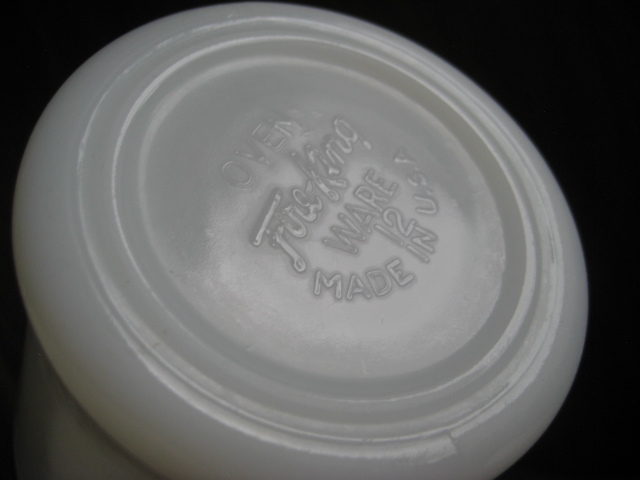 OVEN
Fire-King
WARE
12
MADE IN U.S.A